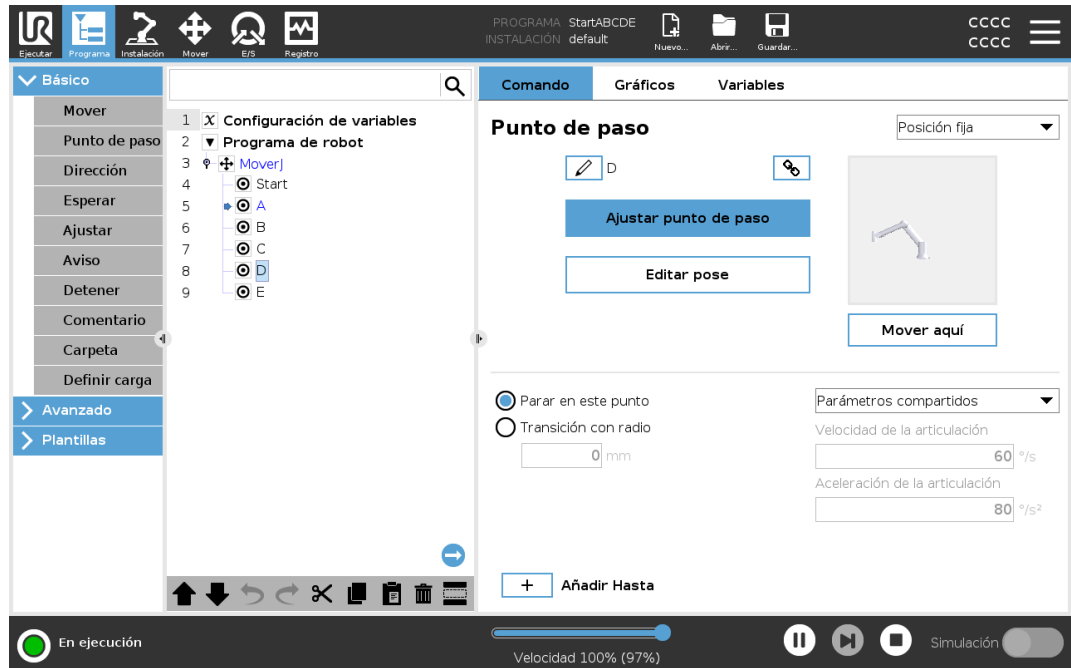 PROGRAMA StartABCDE
INSTALACIÓN default
CCCC
CCCC
Ejecutar Programa Instalación Mover E/S Registro
Nuevo... Abrir... Guardar...
Básico
Mover
Punto de paso
Dirección
Esperar
Ajustar
Aviso
Detener
Comentario
Carpeta
Definir carga
Avanzado
Plantillas
1 X Configuración de variables
2 Programa de robot
3 MoverJ
4 Start
5 A
6 B
7 C
8 D
9 E
Comando Gráficos Variables
Punto de paso
Posición fija
D
Ajustar punto de paso
Editar pose
Mover aquí
Parar en este punto
Transición con radio
0 mm
Parámetros compartidos
Velocidad de la articulación
60 °/s
Aceleración de la articulación
80 °/s²
+ Añadir Hasta
En ejecución
Velocidad 100% (97%)
Simulación